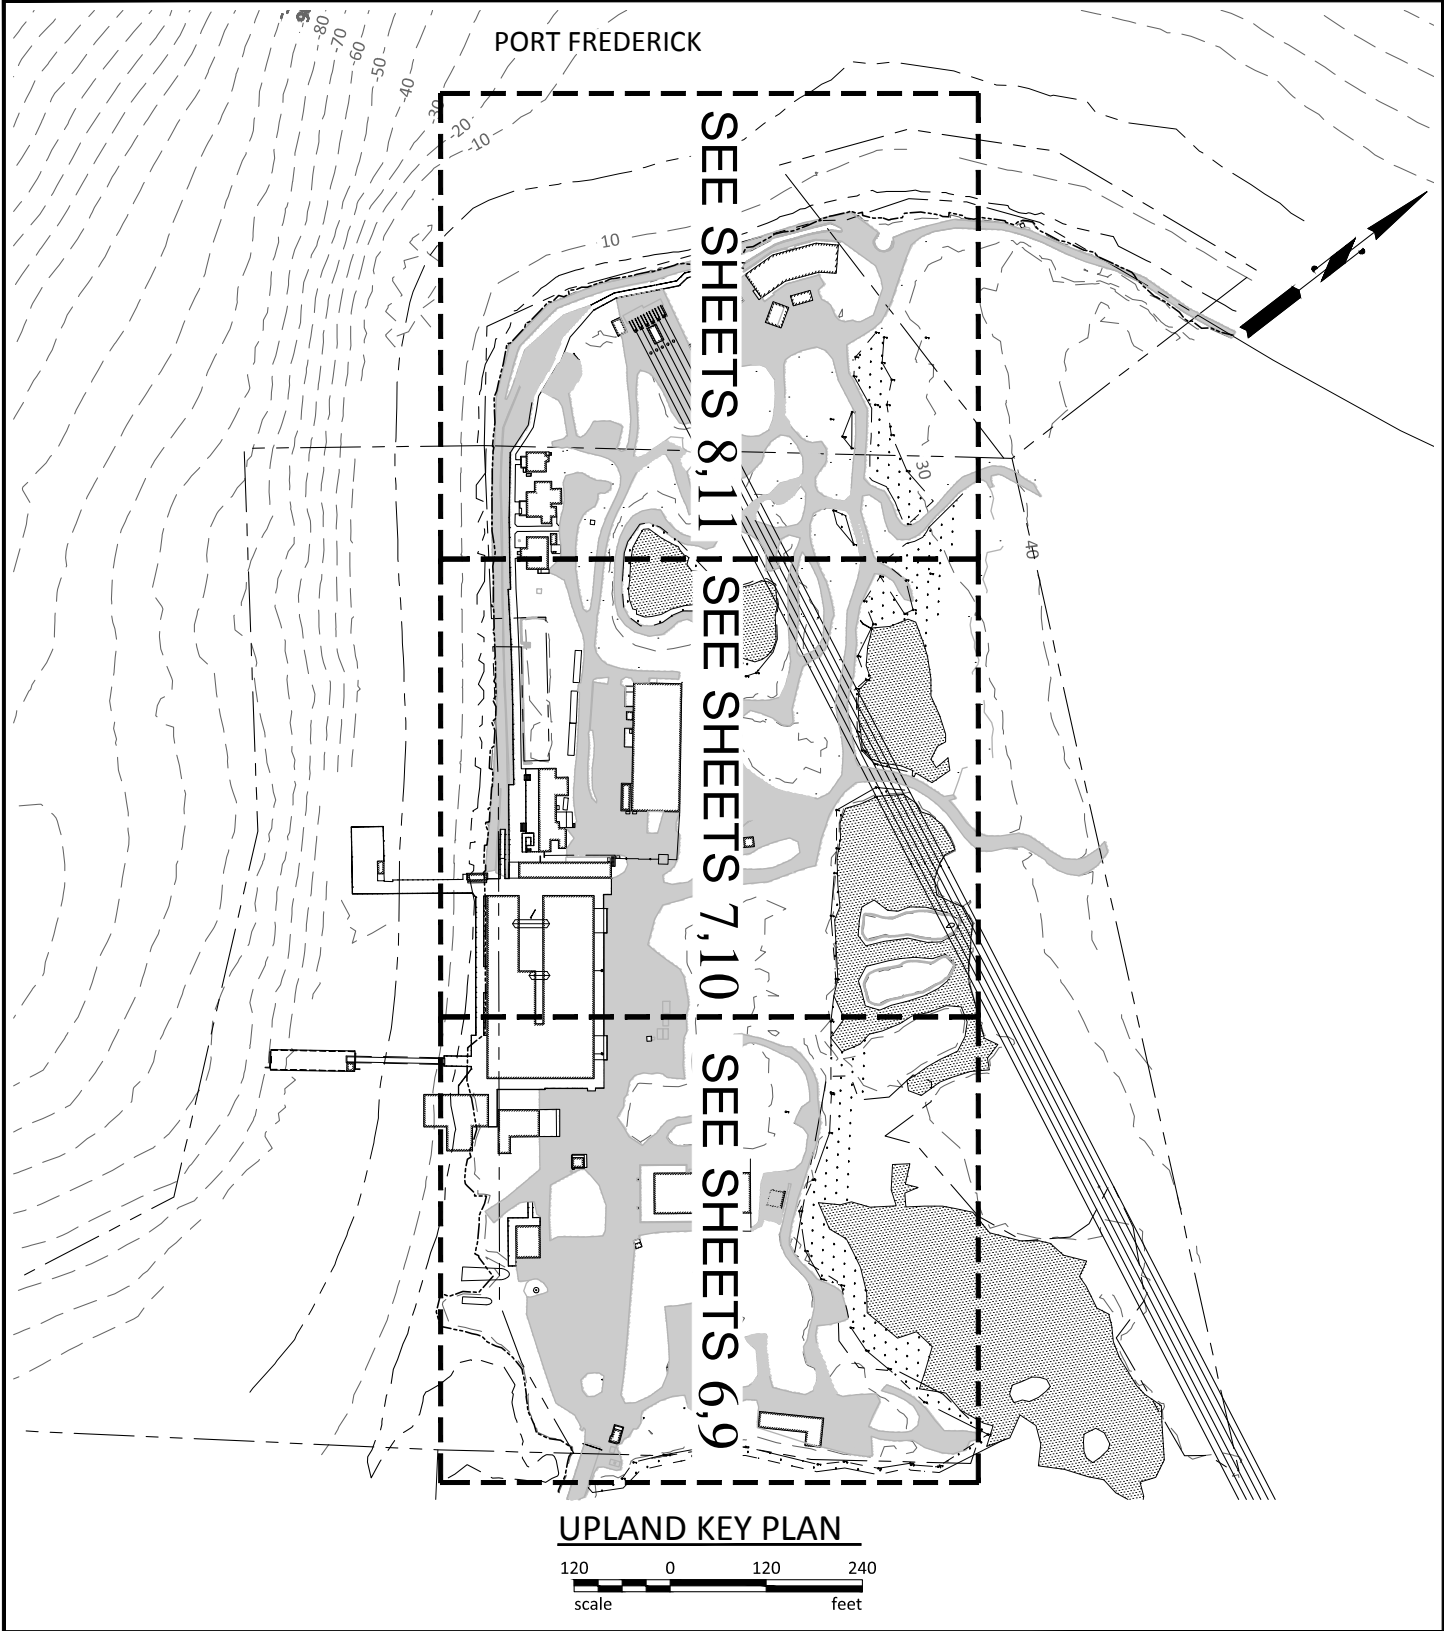 PORT FREDERICK
-80
-70
-60
-50
-40
-30
-20
-10
10
30
40
SEE SHEETS 8,11
SEE SHEETS 7,10
SEE SHEETS 6,9
UPLAND KEY PLAN
120 0 120 240
scale feet